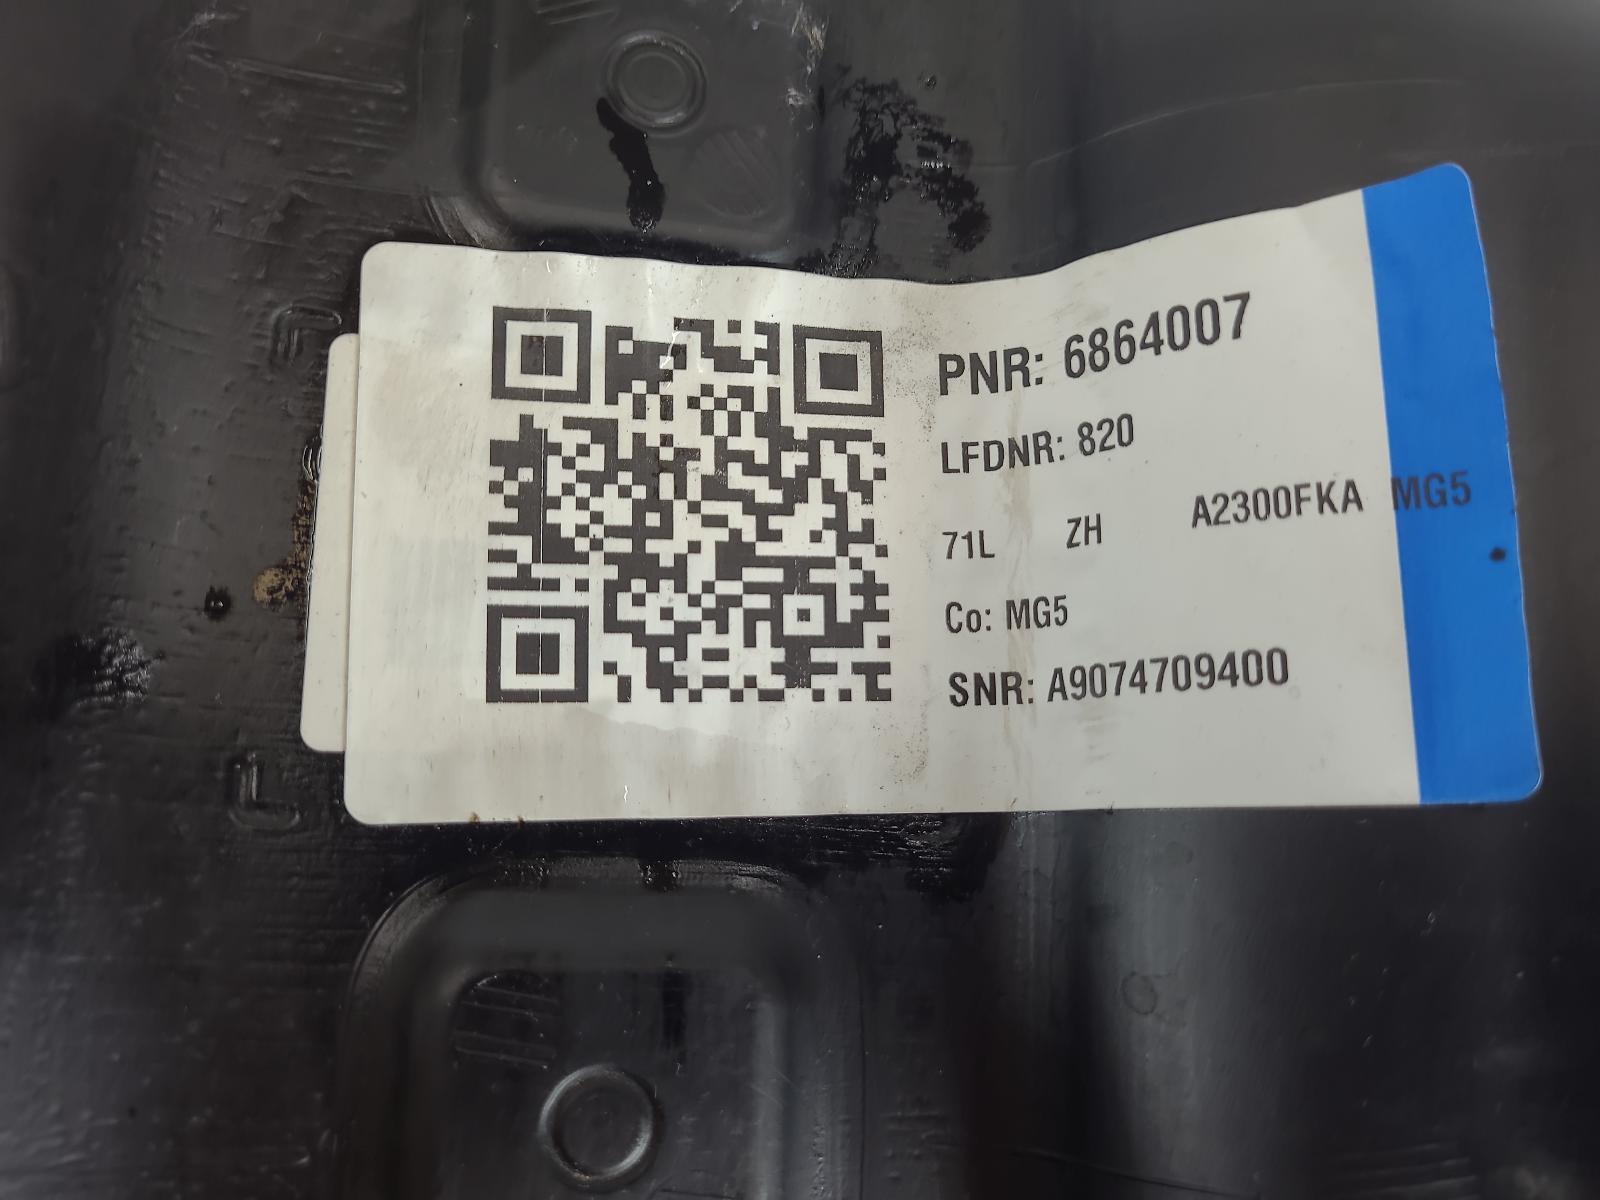 PNR: 6864007
LFDNR: 820
71L ZH A2300FKA MG5
Co: MG5
SNR: A9074709400